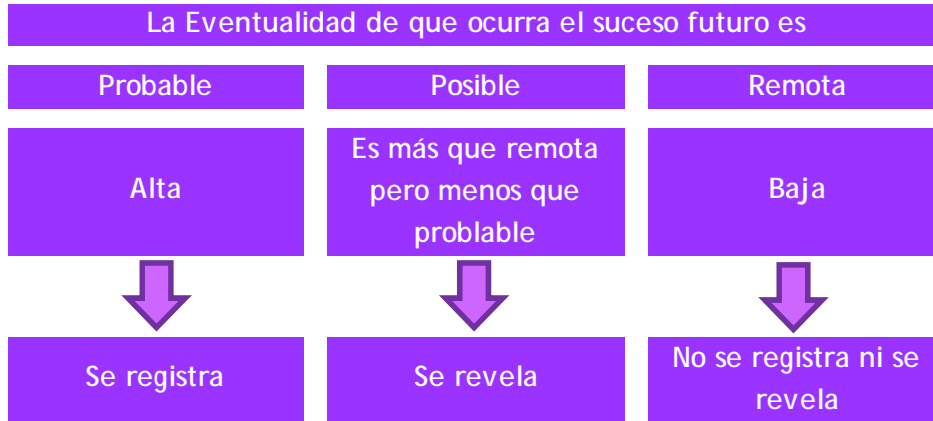 La Eventualidad de que ocurra el suceso futuro es
Probable
Posible
Remota
Alta
Es más que remota
pero menos que
problable
Baja
Se registra
Se revela
No se registra ni se
revela